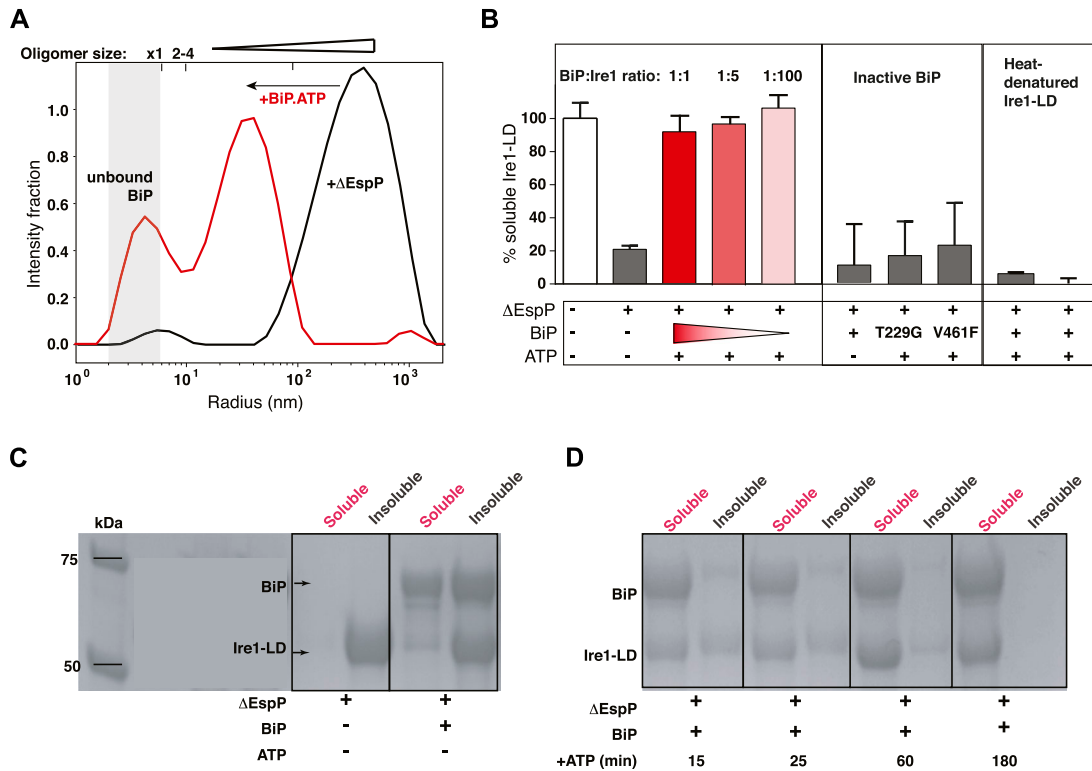 A
Oligomer size: x1 2-4
+BiP.ATP
unbound
BiP
+ΔEspP
Intensity fraction
1.0
0.8
0.6
0.4
0.2
0.0
10⁰ 10¹ 10² 10³
Radius (nm)
B
BiP:Ire1 ratio: 1:1 1:5 1:100
Inactive BiP
Heat-
denatured
Ire1-LD
% soluble Ire1-LD
100
80
60
40
20
0
ΔEspP - + + + + + + + + +
BiP - - + T229G V461F + +
ATP - - + + + - + + + +
C
Soluble Insoluble Soluble Insoluble
kDa
75
BiP
Ire1-LD
50
ΔEspP + +
BiP - +
ATP - -
D
Soluble Insoluble Soluble Insoluble Soluble Insoluble Soluble Insoluble
BiP
Ire1-LD
ΔEspP + + + +
BiP + + + +
+ATP (min) 15 25 60 180